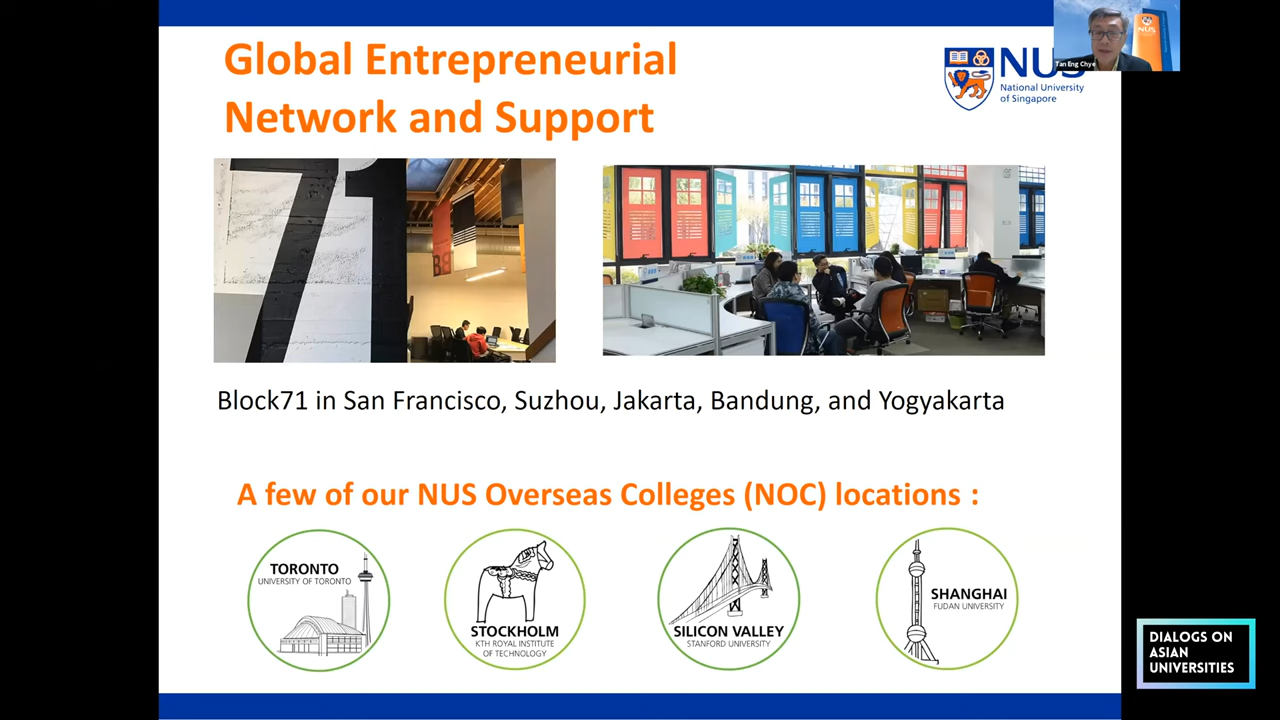 Global Entrepreneurial
Network and Support
NUS
National University
of Singapore
NUS
Tan Eng Chye
71
Block71 in San Francisco, Suzhou, Jakarta, Bandung, and Yogyakarta
A few of our NUS Overseas Colleges (NOC) locations :
TORONTO
UNIVERSITY OF TORONTO
STOCKHOLM
KTH ROYAL INSTITUTE
OF TECHNOLOGY
SILICON VALLEY
STANFORD UNIVERSITY
SHANGHAI
FUDAN UNIVERSITY
DIALOGS ON
ASIAN
UNIVERSITIES